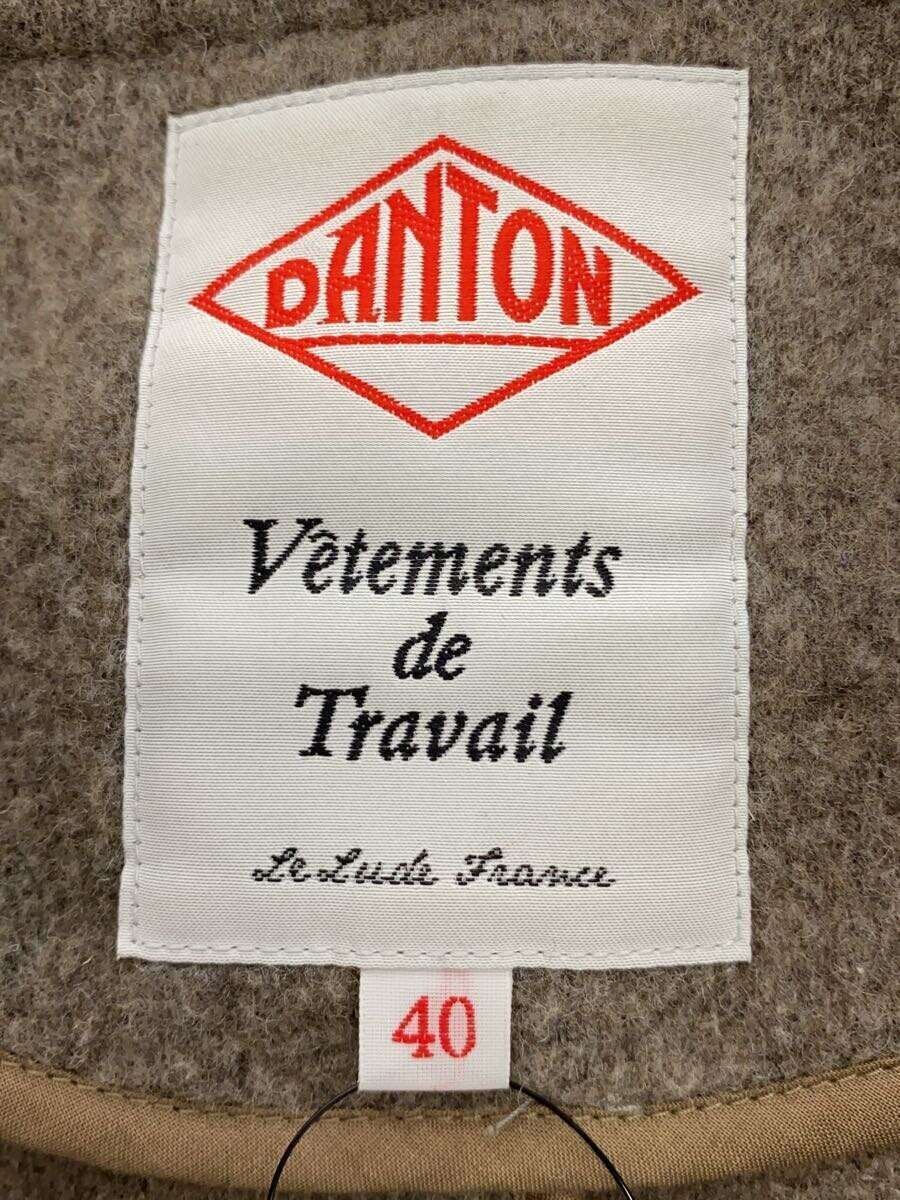 DANTON
Vêtements
de
Travail
Le Lude France
40